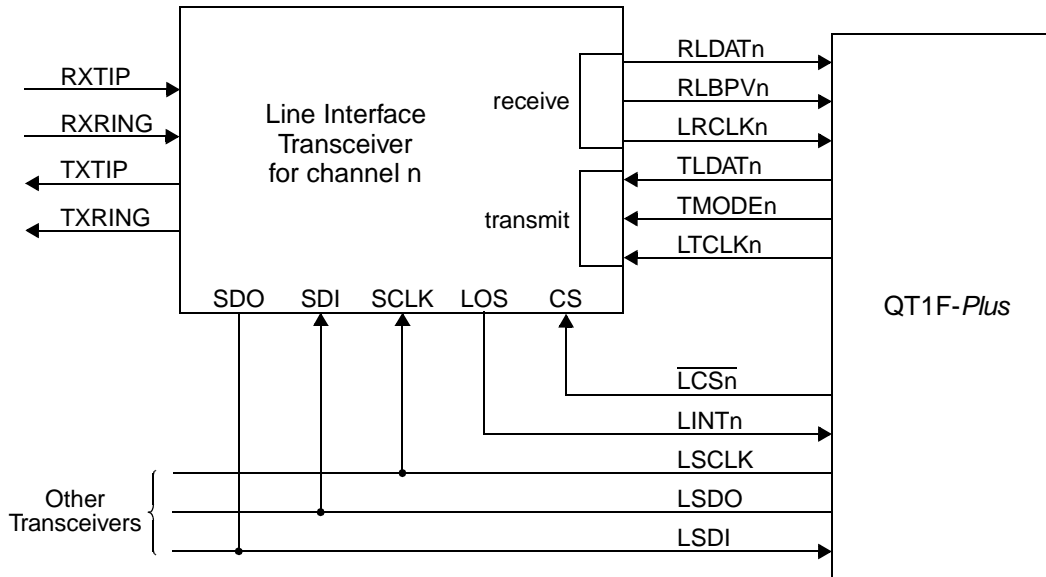 RXTIP
RXRING
TXTIP
TXRING
Line Interface
Transceiver
for channel n
receive
transmit
SDO SDI SCLK LOS CS
RLDATn
RLBPVn
LRCLKn
TLDATn
TMODEn
LTCLKn
LCSn
LINTn
LSCLK
LSDO
LSDI
Other
Transceivers
QT1F-Plus